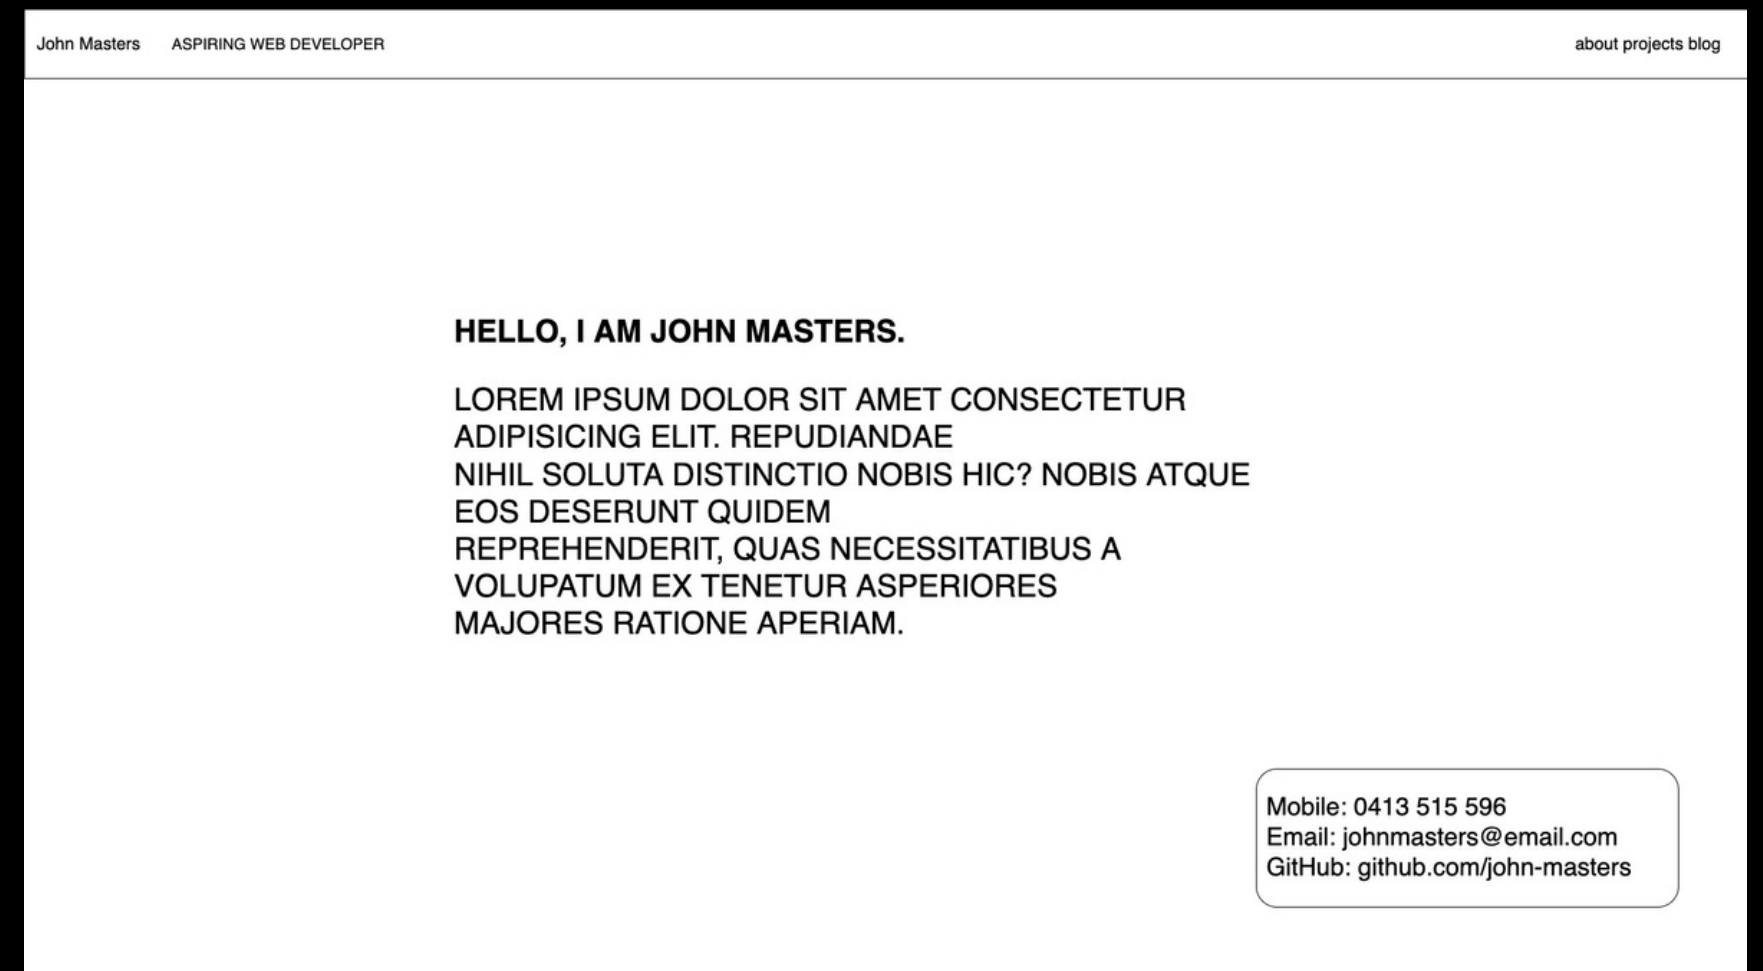 John Masters ASPIRING WEB DEVELOPER about projects blog
HELLO, I AM JOHN MASTERS.
LOREM IPSUM DOLOR SIT AMET CONSECTETUR
ADIPISICING ELIT. REPUDIANDAE
NIHIL SOLUTA DISTINCTIO NOBIS HIC? NOBIS ATQUE
EOS DESERUNT QUIDEM
REPREHENDERIT, QUAS NECESSITATIBUS A
VOLUPATUM EX TENETUR ASPERIORES
MAJORES RATIONE APERIAM.
Mobile: 0413 515 596
Email: johnmasters@email.com
GitHub: github.com/john-masters